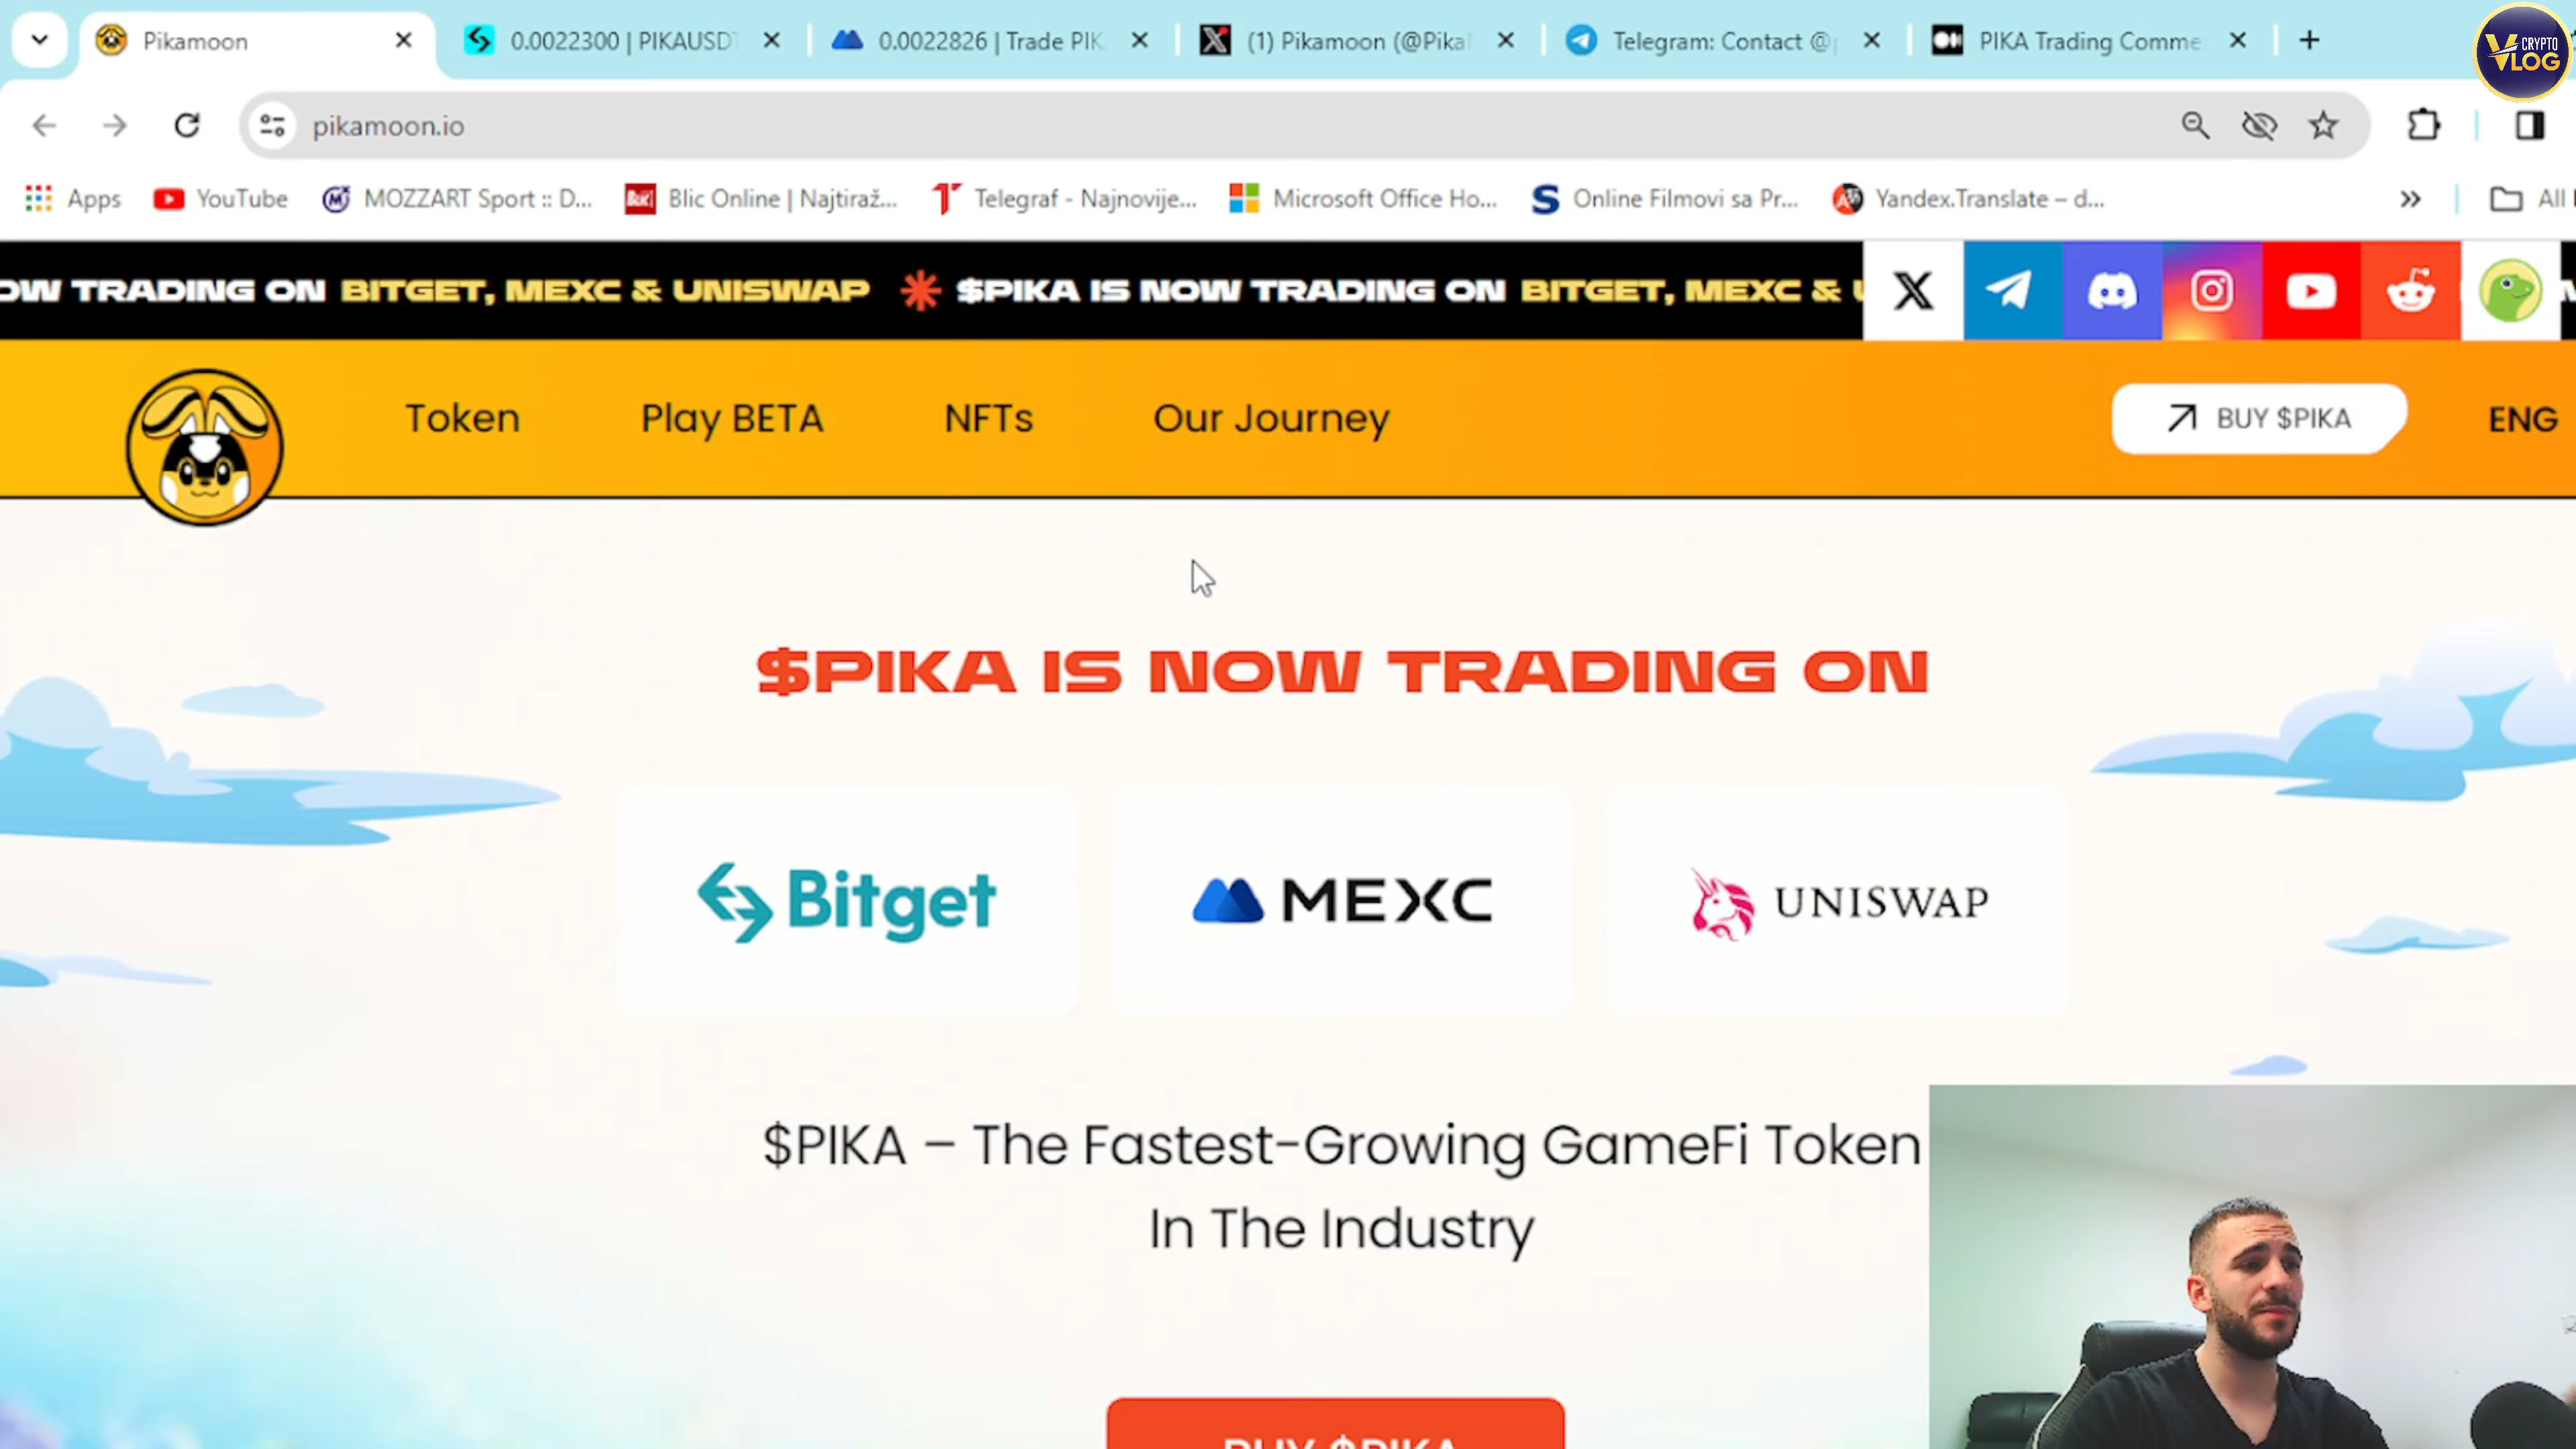 Pikamoon
0.0022300 | PIKAUSDT
0.0022826 | Trade PIK
(1) Pikamoon (@Pika
Telegram: Contact @p
PIKA Trading Comme
CRYPTO
VLOG
pikamoon.io
Apps
YouTube
MOZZART Sport :: D...
Blic Online | Najtiraž...
Telegraf - Najnovije...
Microsoft Office Ho...
Online Filmovi sa Pr...
Yandex.Translate – d...
All
OW TRADING ON BITGET, MEXC & UNISWAP $PIKA IS NOW TRADING ON BITGET, MEXC &
Token
Play BETA
NFTs
Our Journey
BUY $PIKA
ENG
$PIKA IS NOW TRADING ON
Bitget
MEXC
UNISWAP
$PIKA – The Fastest-Growing GameFi Token
In The Industry
BUY $PIKA